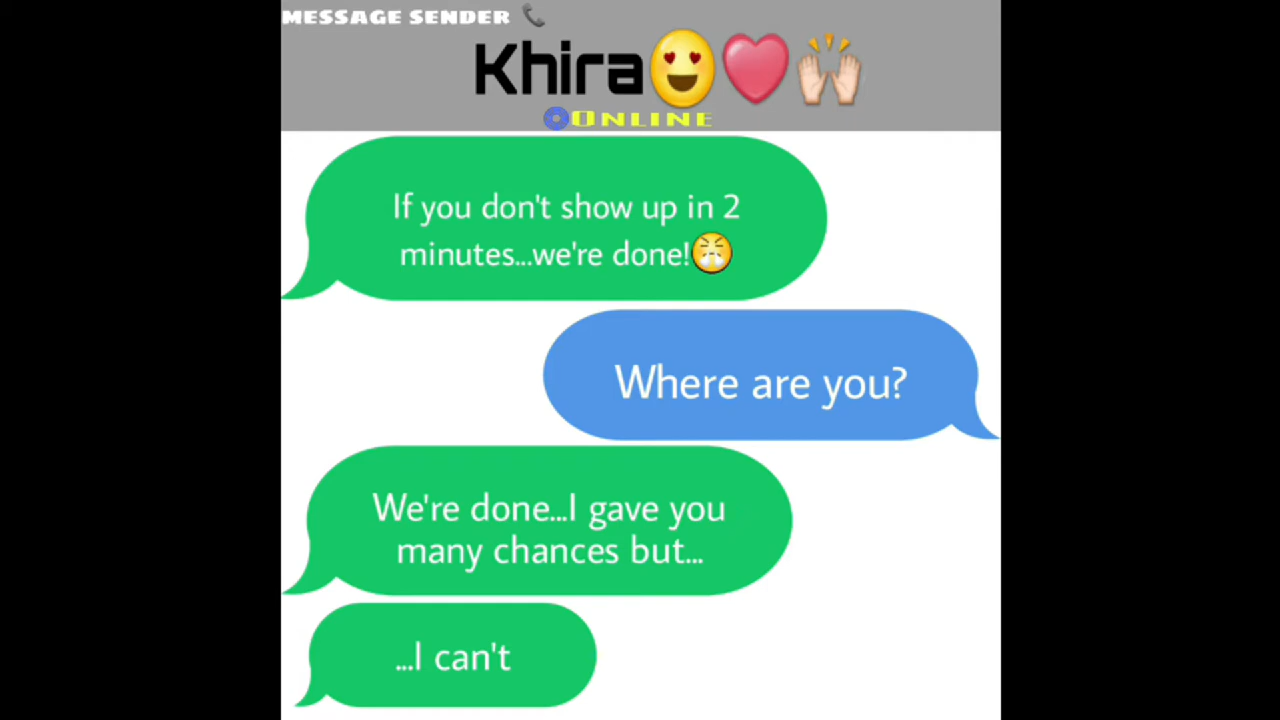 MESSAGE SENDER 📞
Khira😍❤️🙌
Online
If you don't show up in 2
minutes...we're done!😤
Where are you?
We're done...I gave you
many chances but...
...I can't